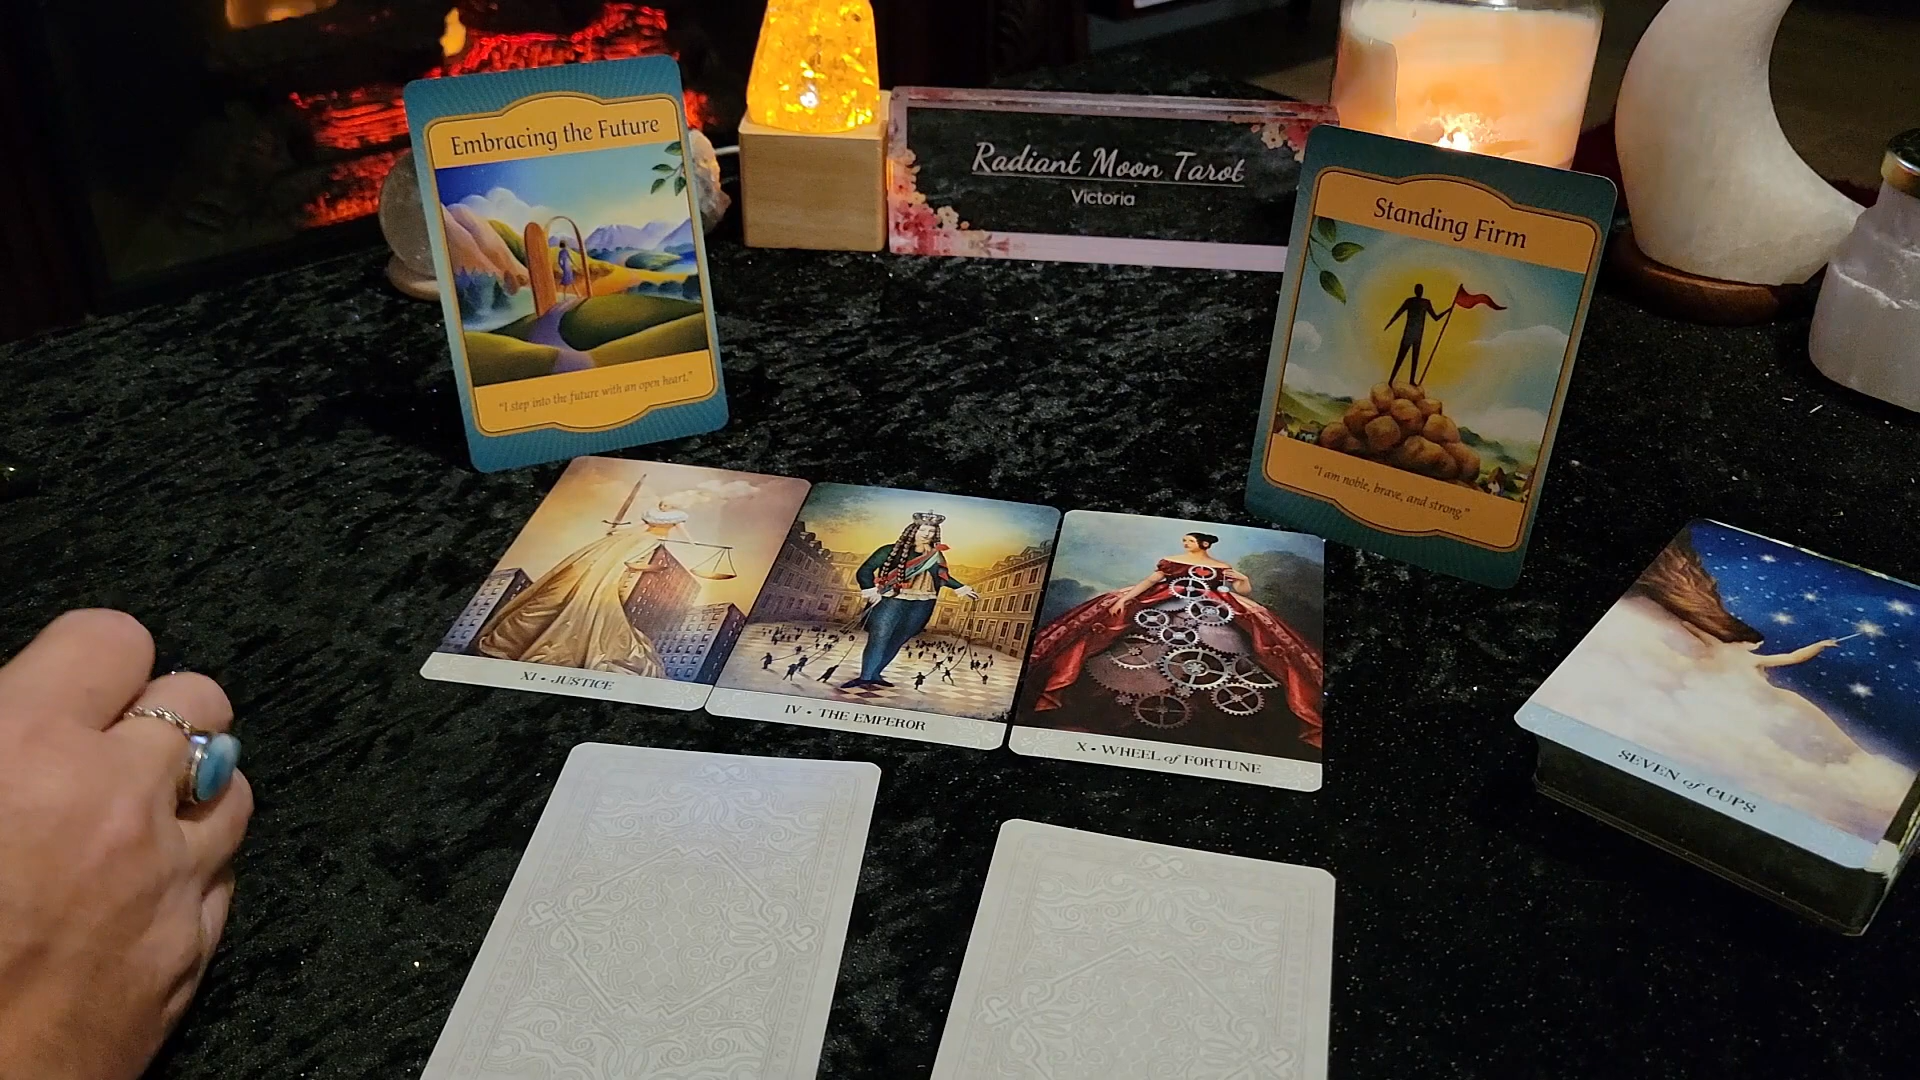 Embracing the Future
"I step into the future with an open heart."
Radiant Moon Tarot
Victoria
Standing Firm
"I am noble, brave, and strong."
XI • JUSTICE
IV • THE EMPEROR
X • WHEEL of FORTUNE
SEVEN of CUPS